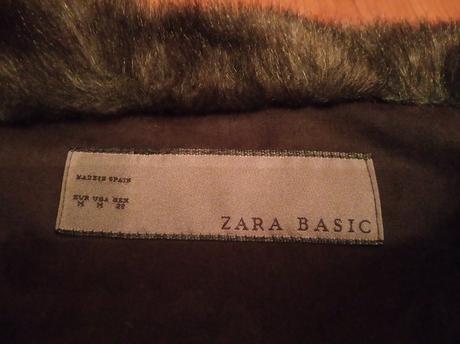 MADE IN SPAIN
EUR USA MEX
M M 28
ZARA BASIC